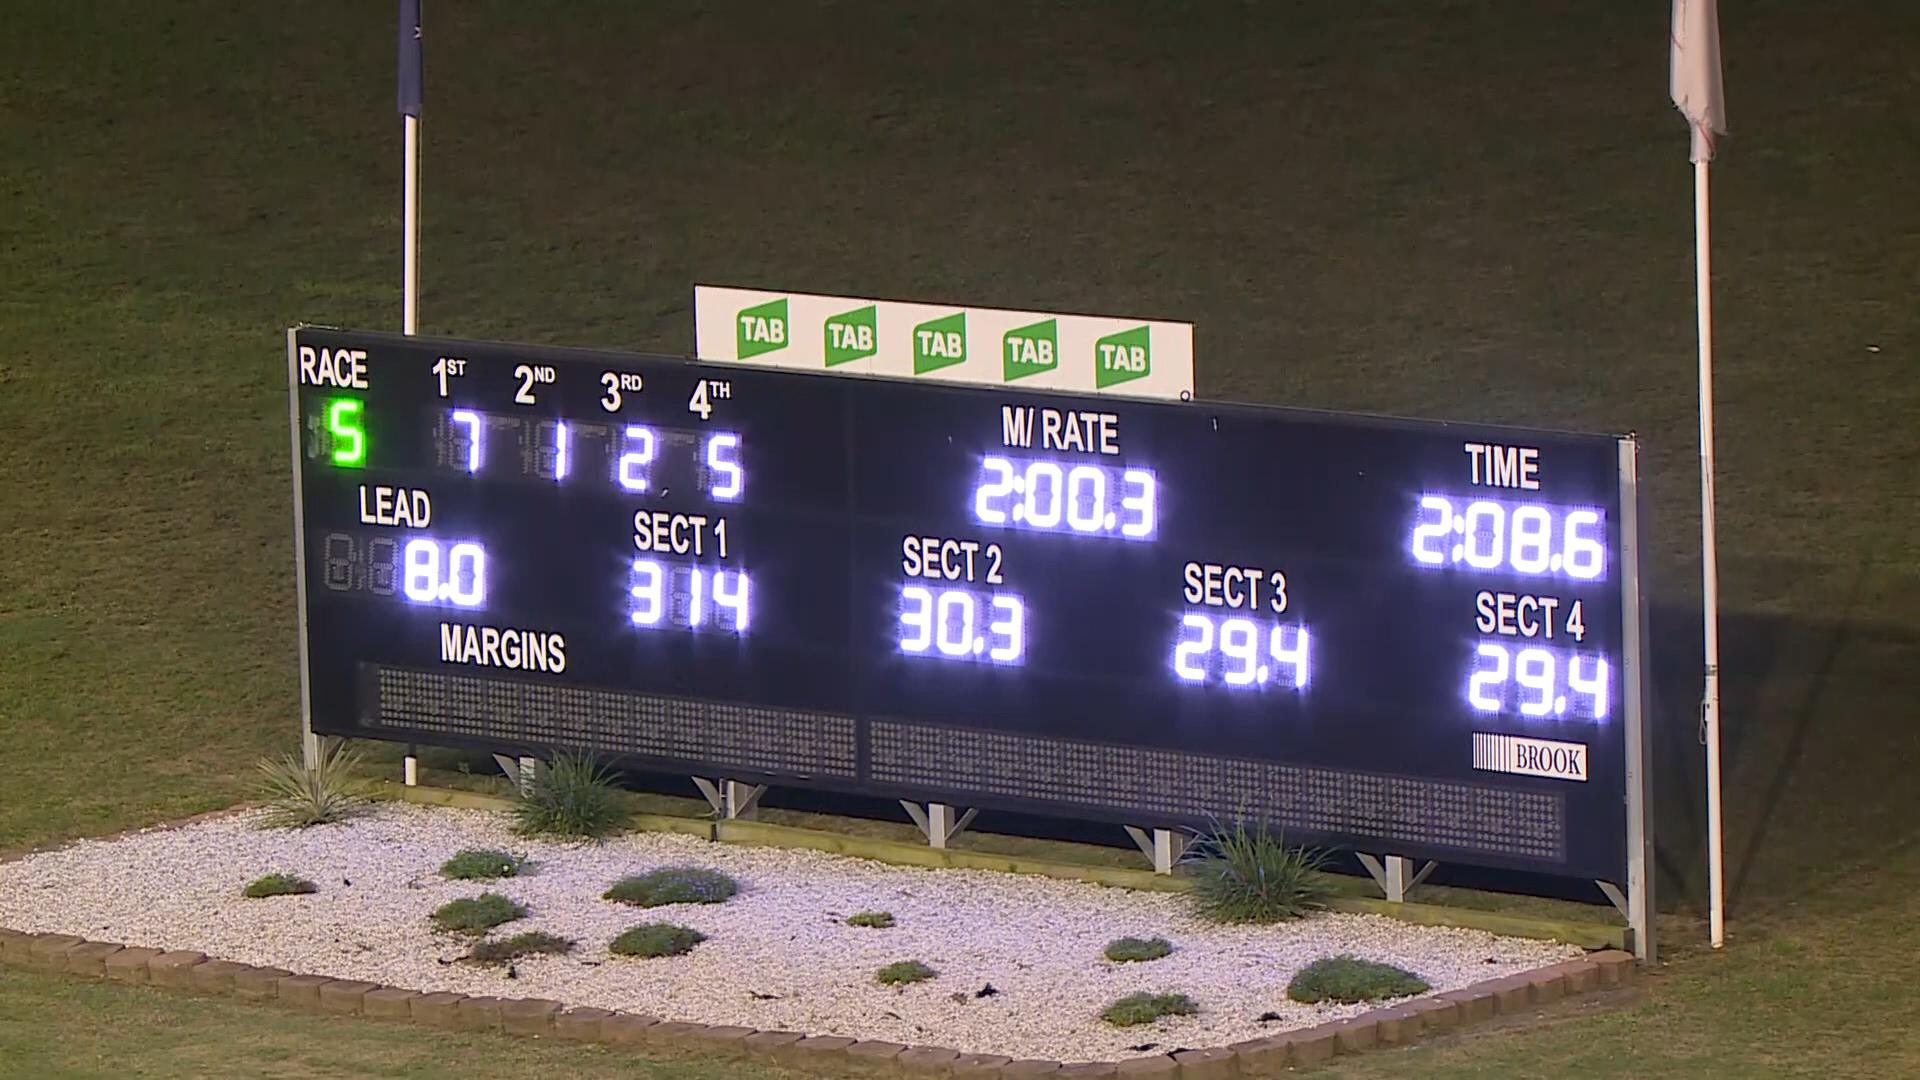 TAB TAB TAB TAB TAB
RACE 1ST 2ND 3RD 4TH
5 7 1 2 5
M/ RATE
2:00.3
TIME
2:08.6
LEAD
8.0
SECT 1
314
SECT 2
30.3
SECT 3
29.4
SECT 4
29.4
MARGINS
BROOK